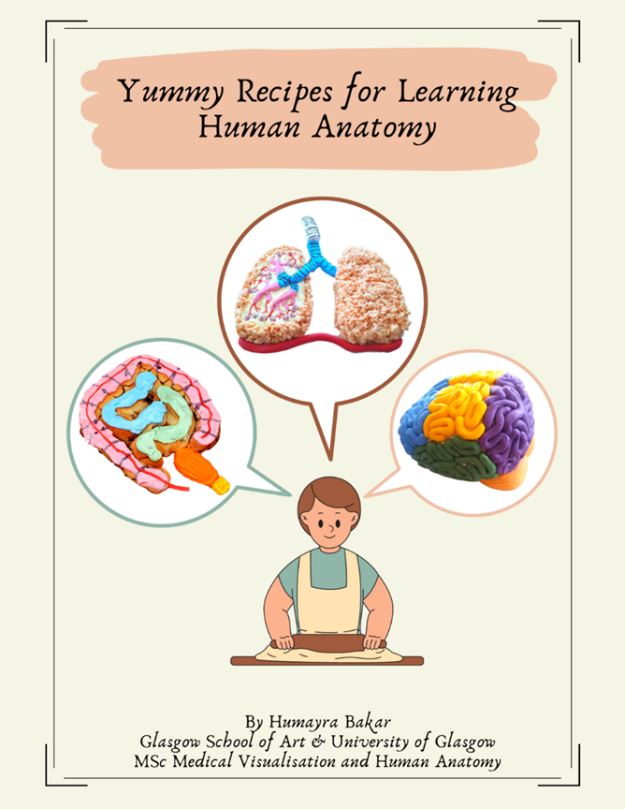 Yummy Recipes for Learning
Human Anatomy
By Humayra Bakar
Glasgow School of Art & University of Glasgow
MSc Medical Visualisation and Human Anatomy